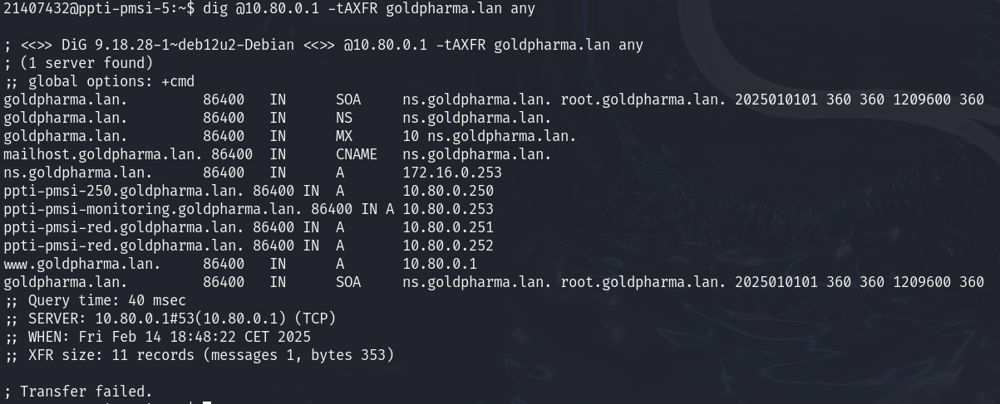 21407432@ppti-pmsi-5:~$ dig @10.80.0.1 -tAXFR goldpharma.lan any

; <<>> DiG 9.18.28-1~deb12u2-Debian <<>> @10.80.0.1 -tAXFR goldpharma.lan any
; (1 server found)
;; global options: +cmd
goldpharma.lan.         86400   IN      SOA     ns.goldpharma.lan. root.goldpharma.lan. 2025010101 360 360 1209600 360
goldpharma.lan.         86400   IN      NS      ns.goldpharma.lan.
goldpharma.lan.         86400   IN      MX      10 ns.goldpharma.lan.
mailhost.goldpharma.lan. 86400  IN      CNAME   ns.goldpharma.lan.
ns.goldpharma.lan.      86400   IN      A       172.16.0.253
ppti-pmsi-250.goldpharma.lan. 86400 IN  A       10.80.0.250
ppti-pmsi-monitoring.goldpharma.lan. 86400 IN A 10.80.0.253
ppti-pmsi-red.goldpharma.lan. 86400 IN  A       10.80.0.251
ppti-pmsi-red.goldpharma.lan. 86400 IN  A       10.80.0.252
www.goldpharma.lan.     86400   IN      A       10.80.0.1
goldpharma.lan.         86400   IN      SOA     ns.goldpharma.lan. root.goldpharma.lan. 2025010101 360 360 1209600 360
;; Query time: 40 msec
;; SERVER: 10.80.0.1#53(10.80.0.1) (TCP)
;; WHEN: Fri Feb 14 18:48:22 CET 2025
;; XFR size: 11 records (messages 1, bytes 353)

; Transfer failed.